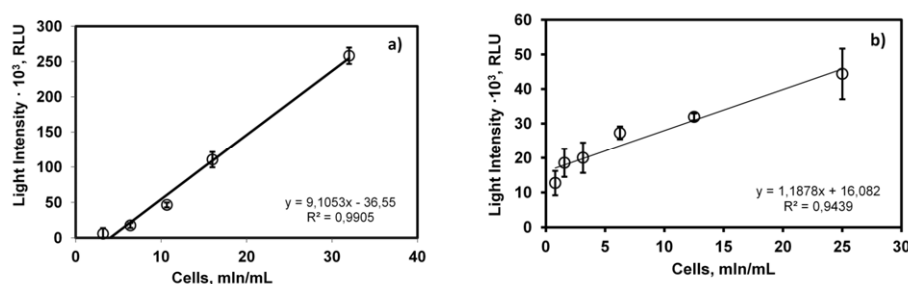 a)
Light Intensity · 10³, RLU
300
250
200
150
100
50
0
0 10 20 30 40
Cells, mln/mL
y = 9,1053x - 36,55
R² = 0,9905
b)
Light Intensity ·10³, RLU
60
50
40
30
20
10
0
0 5 10 15 20 25 30
Cells, mln/mL
y = 1,1878x + 16,082
R² = 0,9439